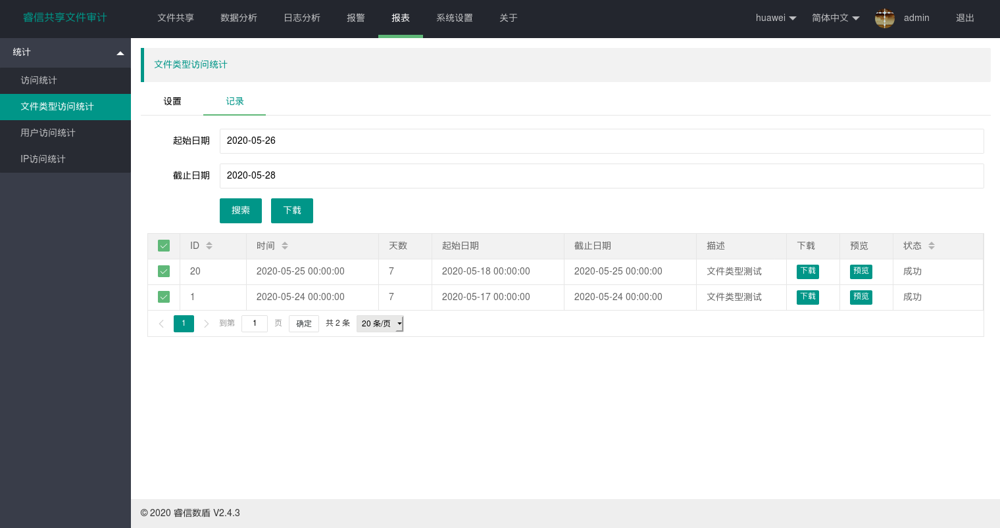 睿信共享文件审计 文件共享 数据分析 日志分析 报警 报表 系统设置 关于 huawei 简体中文 admin 退出
统计
访问统计
文件类型访问统计
用户访问统计
IP访问统计
文件类型访问统计
设置 记录
起始日期 2020-05-26
截止日期 2020-05-28
搜索 下载
ID 时间 天数 起始日期 截止日期 描述 下载 预览 状态
20 2020-05-25 00:00:00 7 2020-05-18 00:00:00 2020-05-25 00:00:00 文件类型测试 下载 预览 成功
1 2020-05-24 00:00:00 7 2020-05-17 00:00:00 2020-05-24 00:00:00 文件类型测试 下载 预览 成功
1 到第 1 页 确定 共 2 条 20 条/页
© 2020 睿信数盾 V2.4.3